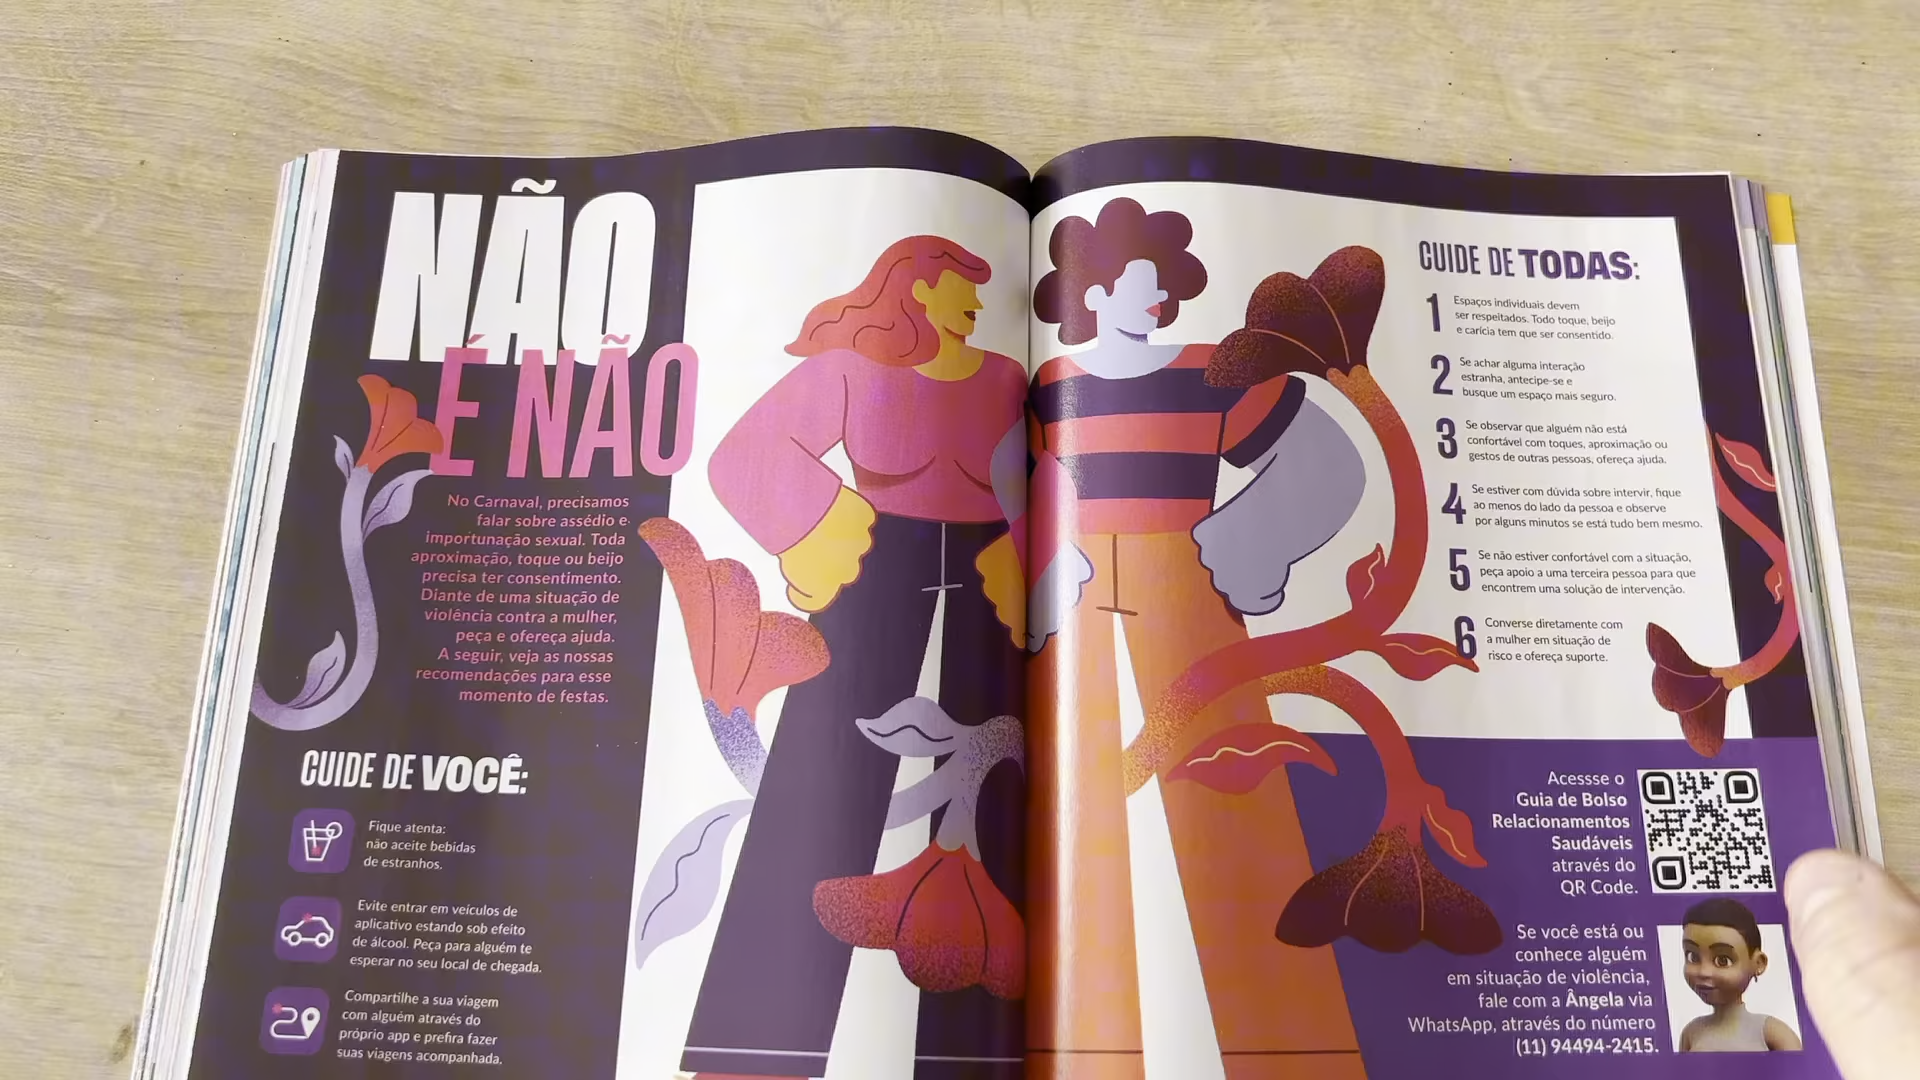 NÃO
É NÃO
No Carnaval, precisamos
falar sobre assédio e
importunação sexual. Toda
aproximação, toque ou beijo
precisa ter consentimento.
Diante de uma situação de
violência contra a mulher,
peça e ofereça ajuda.
A seguir, veja as nossas
recomendações para esse
momento de festas.
CUIDE DE VOCÊ:
Fique atenta:
não aceite bebidas
de estranhos.
Evite entrar em veículos de
aplicativo estando sob efeito
de álcool. Peça para alguém te
esperar no seu local de chegada.
Compartilhe a sua viagem
com alguém através do
próprio app e prefira fazer
suas viagens acompanhada.
CUIDE DE TODAS:
1 Espaços individuais devem
ser respeitados. Todo toque, beijo
e carícia tem que ser consentido.
2 Se achar alguma interação
estranha, antecipe-se e
busque um espaço mais seguro.
3 Se observar que alguém não está
confortável com toques, aproximação ou
gestos de outras pessoas, ofereça ajuda.
4 Se estiver com dúvida sobre intervir, fique
ao menos do lado da pessoa e observe
por alguns minutos se está tudo bem mesmo.
5 Se não estiver confortável com a situação,
peça apoio a uma terceira pessoa para que
encontrem uma solução de intervenção.
6 Converse diretamente com
a mulher em situação de
risco e ofereça suporte.
Acessse o
Guia de Bolso
Relacionamentos
Saudáveis
através do
QR Code.
Se você está ou
conhece alguém
em situação de violência,
fale com a Ângela via
WhatsApp, através do número
(11) 94494-2415.